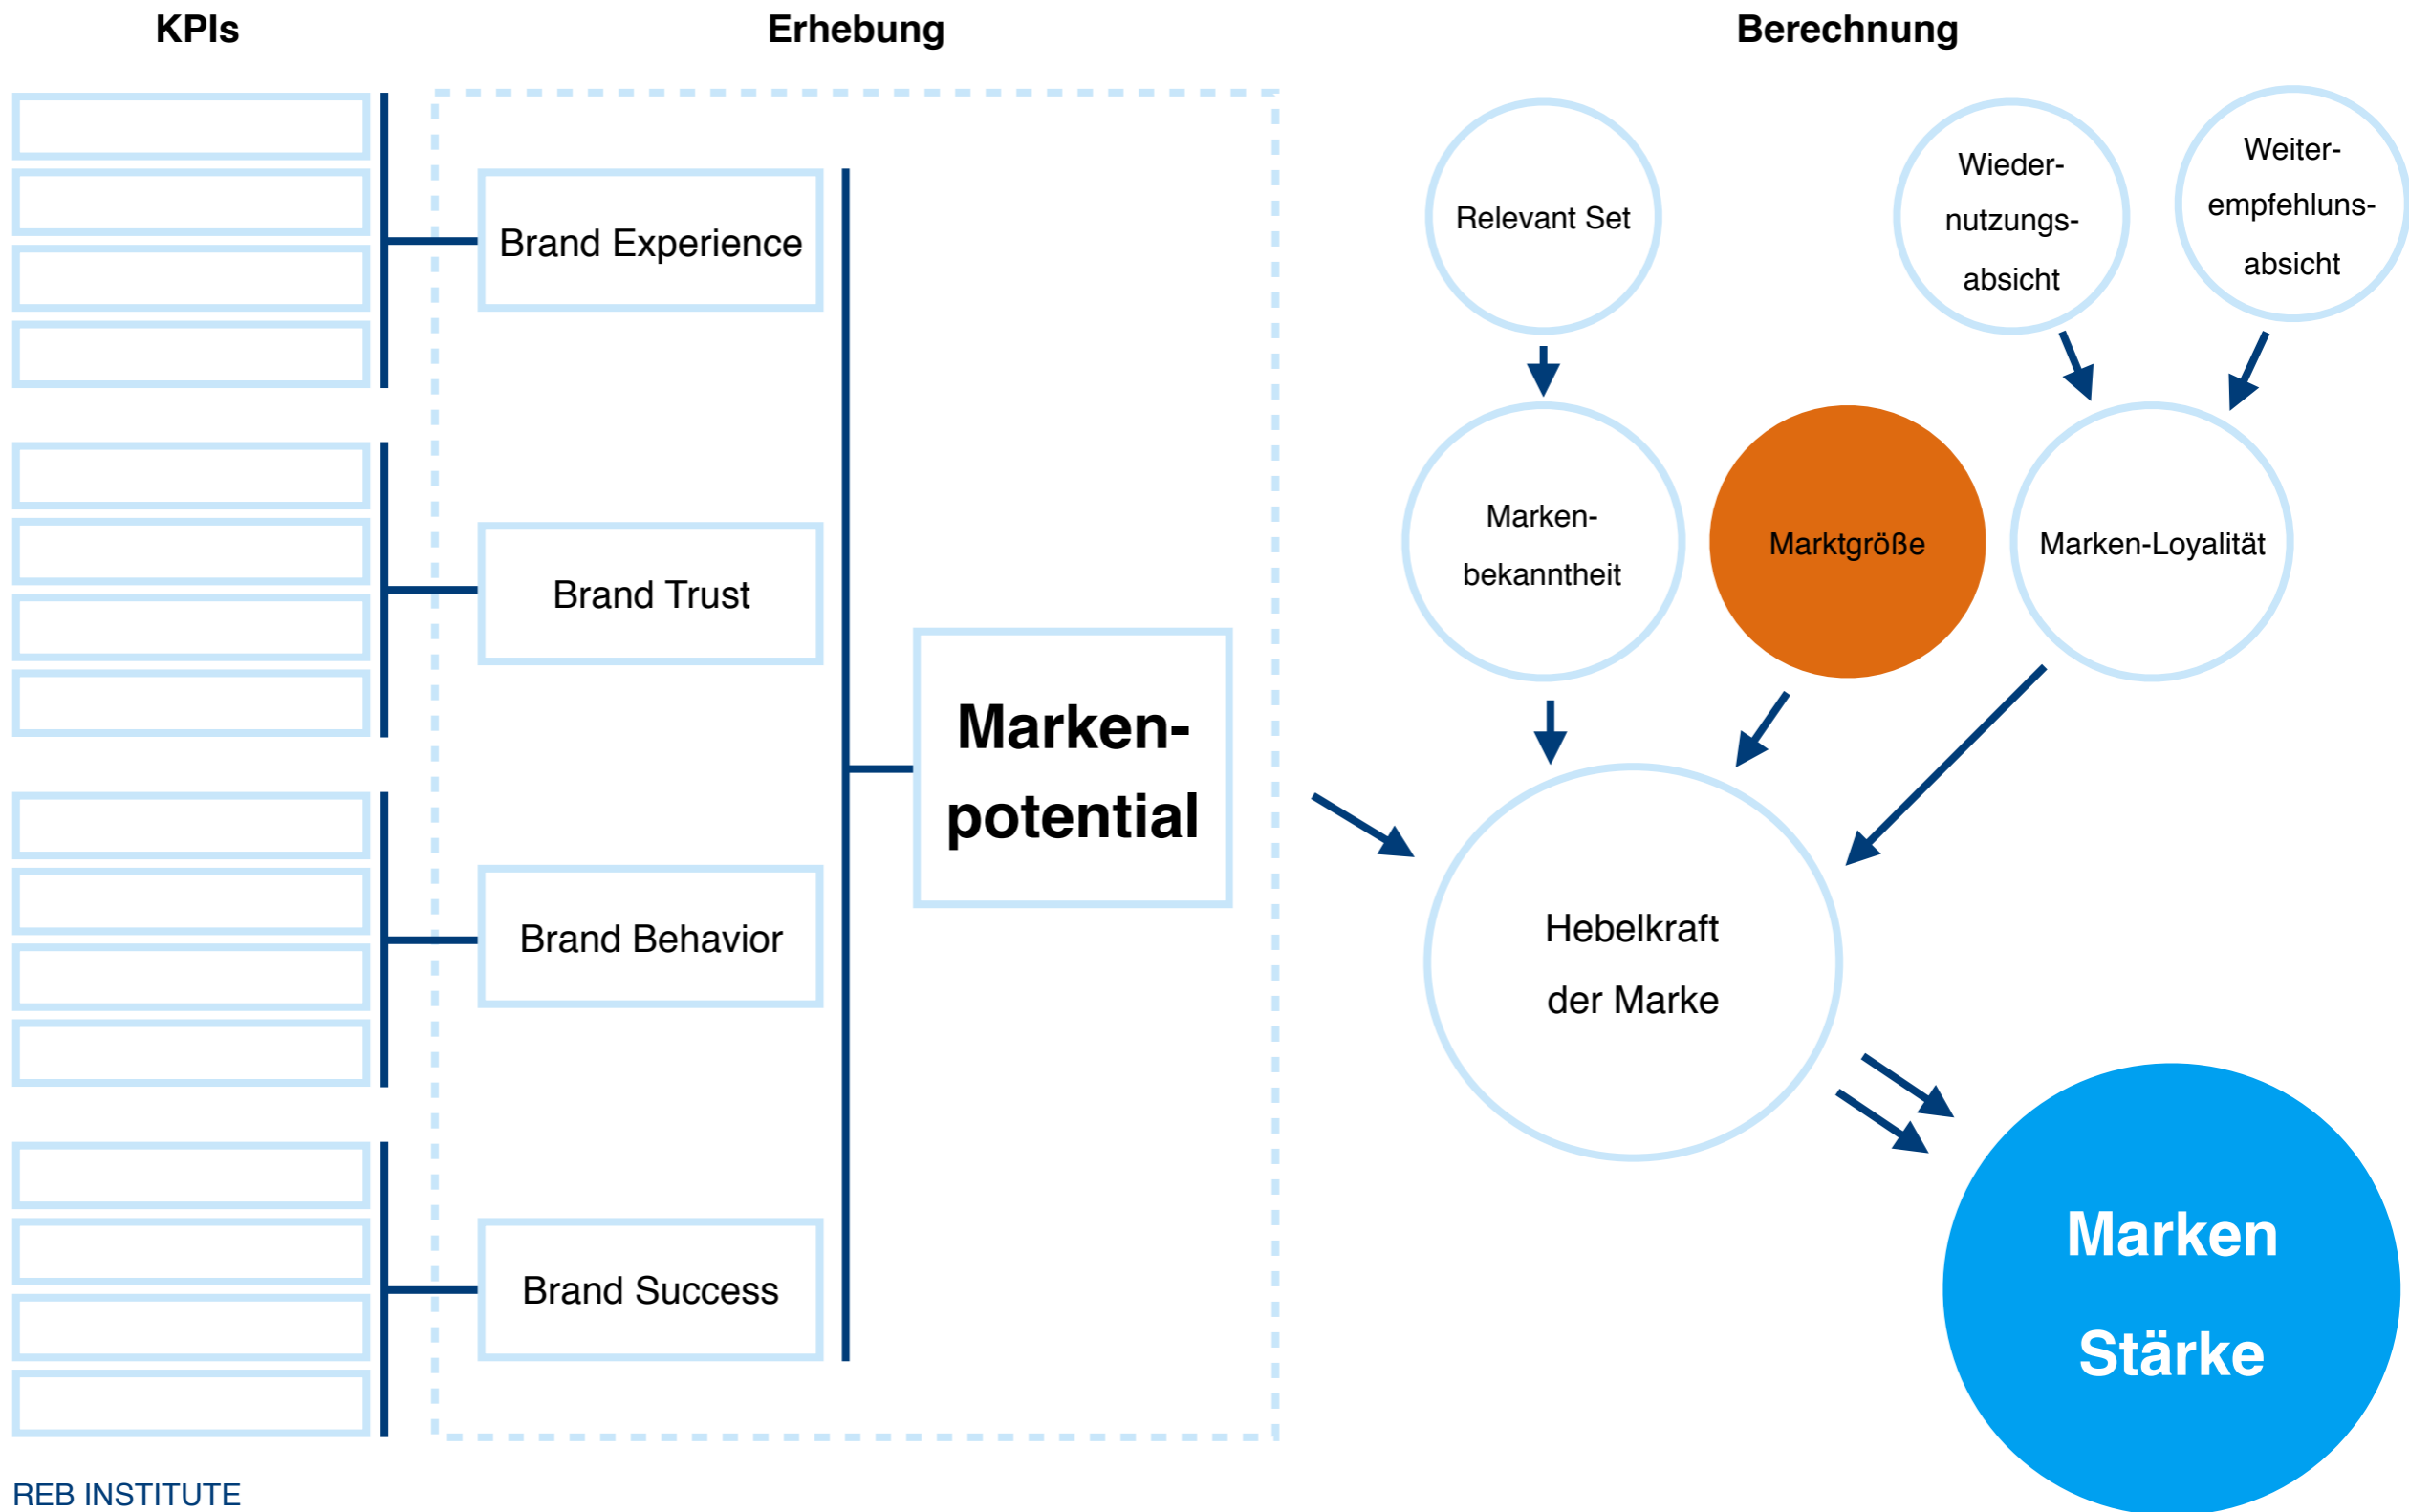 KPIs
Erhebung
Berechnung
Brand Experience
Brand Trust
Brand Behavior
Brand Success
Marken-
potential
Relevant Set
Wieder-
nutzungs-
absicht
Weiter-
empfehluns-
absicht
Marken-
bekanntheit
Marktgröße
Marken-Loyalität
Hebelkraft
der Marke
Marken
Stärke
REB INSTITUTE